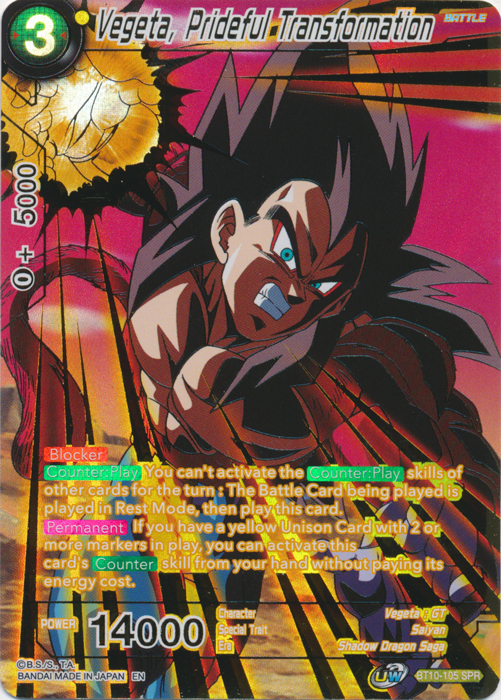 3
Vegeta, Prideful Transformation
BATTLE
0+ 5000
Blocker
Counter:Play You can't activate the Counter:Play skills of
other cards for the turn : The Battle Card being played is
played in Rest Mode, then play this card.
Permanent If you have a yellow Unison Card with 2 or
more markers in play, you can activate this
card's Counter skill from your hand without paying its
energy cost.
POWER 14000
Character Vegeta : GT
Special Trait Saiyan
Era Shadow Dragon Saga
©B.S./S., T.A.
BANDAI MADE IN JAPAN EN
UW
BT10-105 SPR